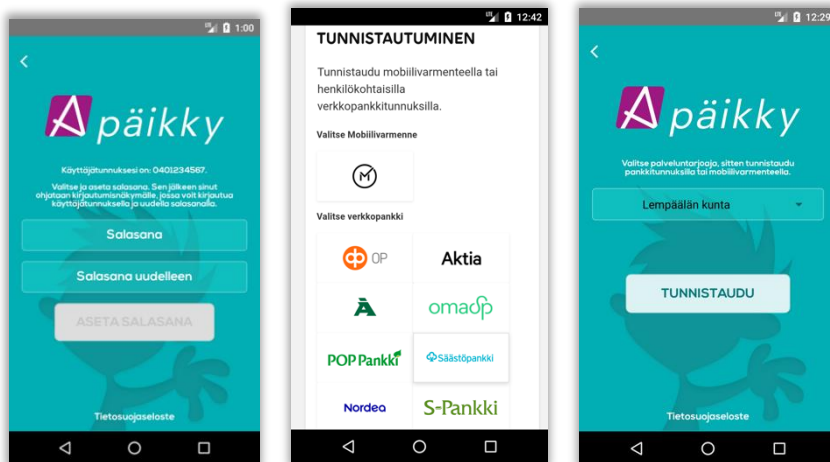 1:00
A päikky
Käyttäjätunnuksesi on: 0401234567.
Valitse ja aseta salasana. Sen jälkeen sinut
ohjataan kirjautumisnäkymälle, jossa voit kirjautua
käyttäjätunnuksella ja uudella salasanalla.
Salasana
Salasana uudelleen
ASETA SALASANA
Tietosuojaseloste
LTE 12:42
TUNNISTAUTUMINEN
Tunnistaudu mobiilivarmenteella tai
henkilökohtaisilla
verkkopankkitunnuksilla.
Valitse Mobiilivarmenne
M
Valitse verkkopankki
OP Aktia
Å omasp
POP Pankki Säästöpankki
Nordea S-Pankki
LTE 12:29
A päikky
Valitse palveluntarjoaja, sitten tunnistaudu
pankkitunnuksilla tai mobiilivarmenteella.
Lempäälän kunta
TUNNISTAUDU
Tietosuojaseloste